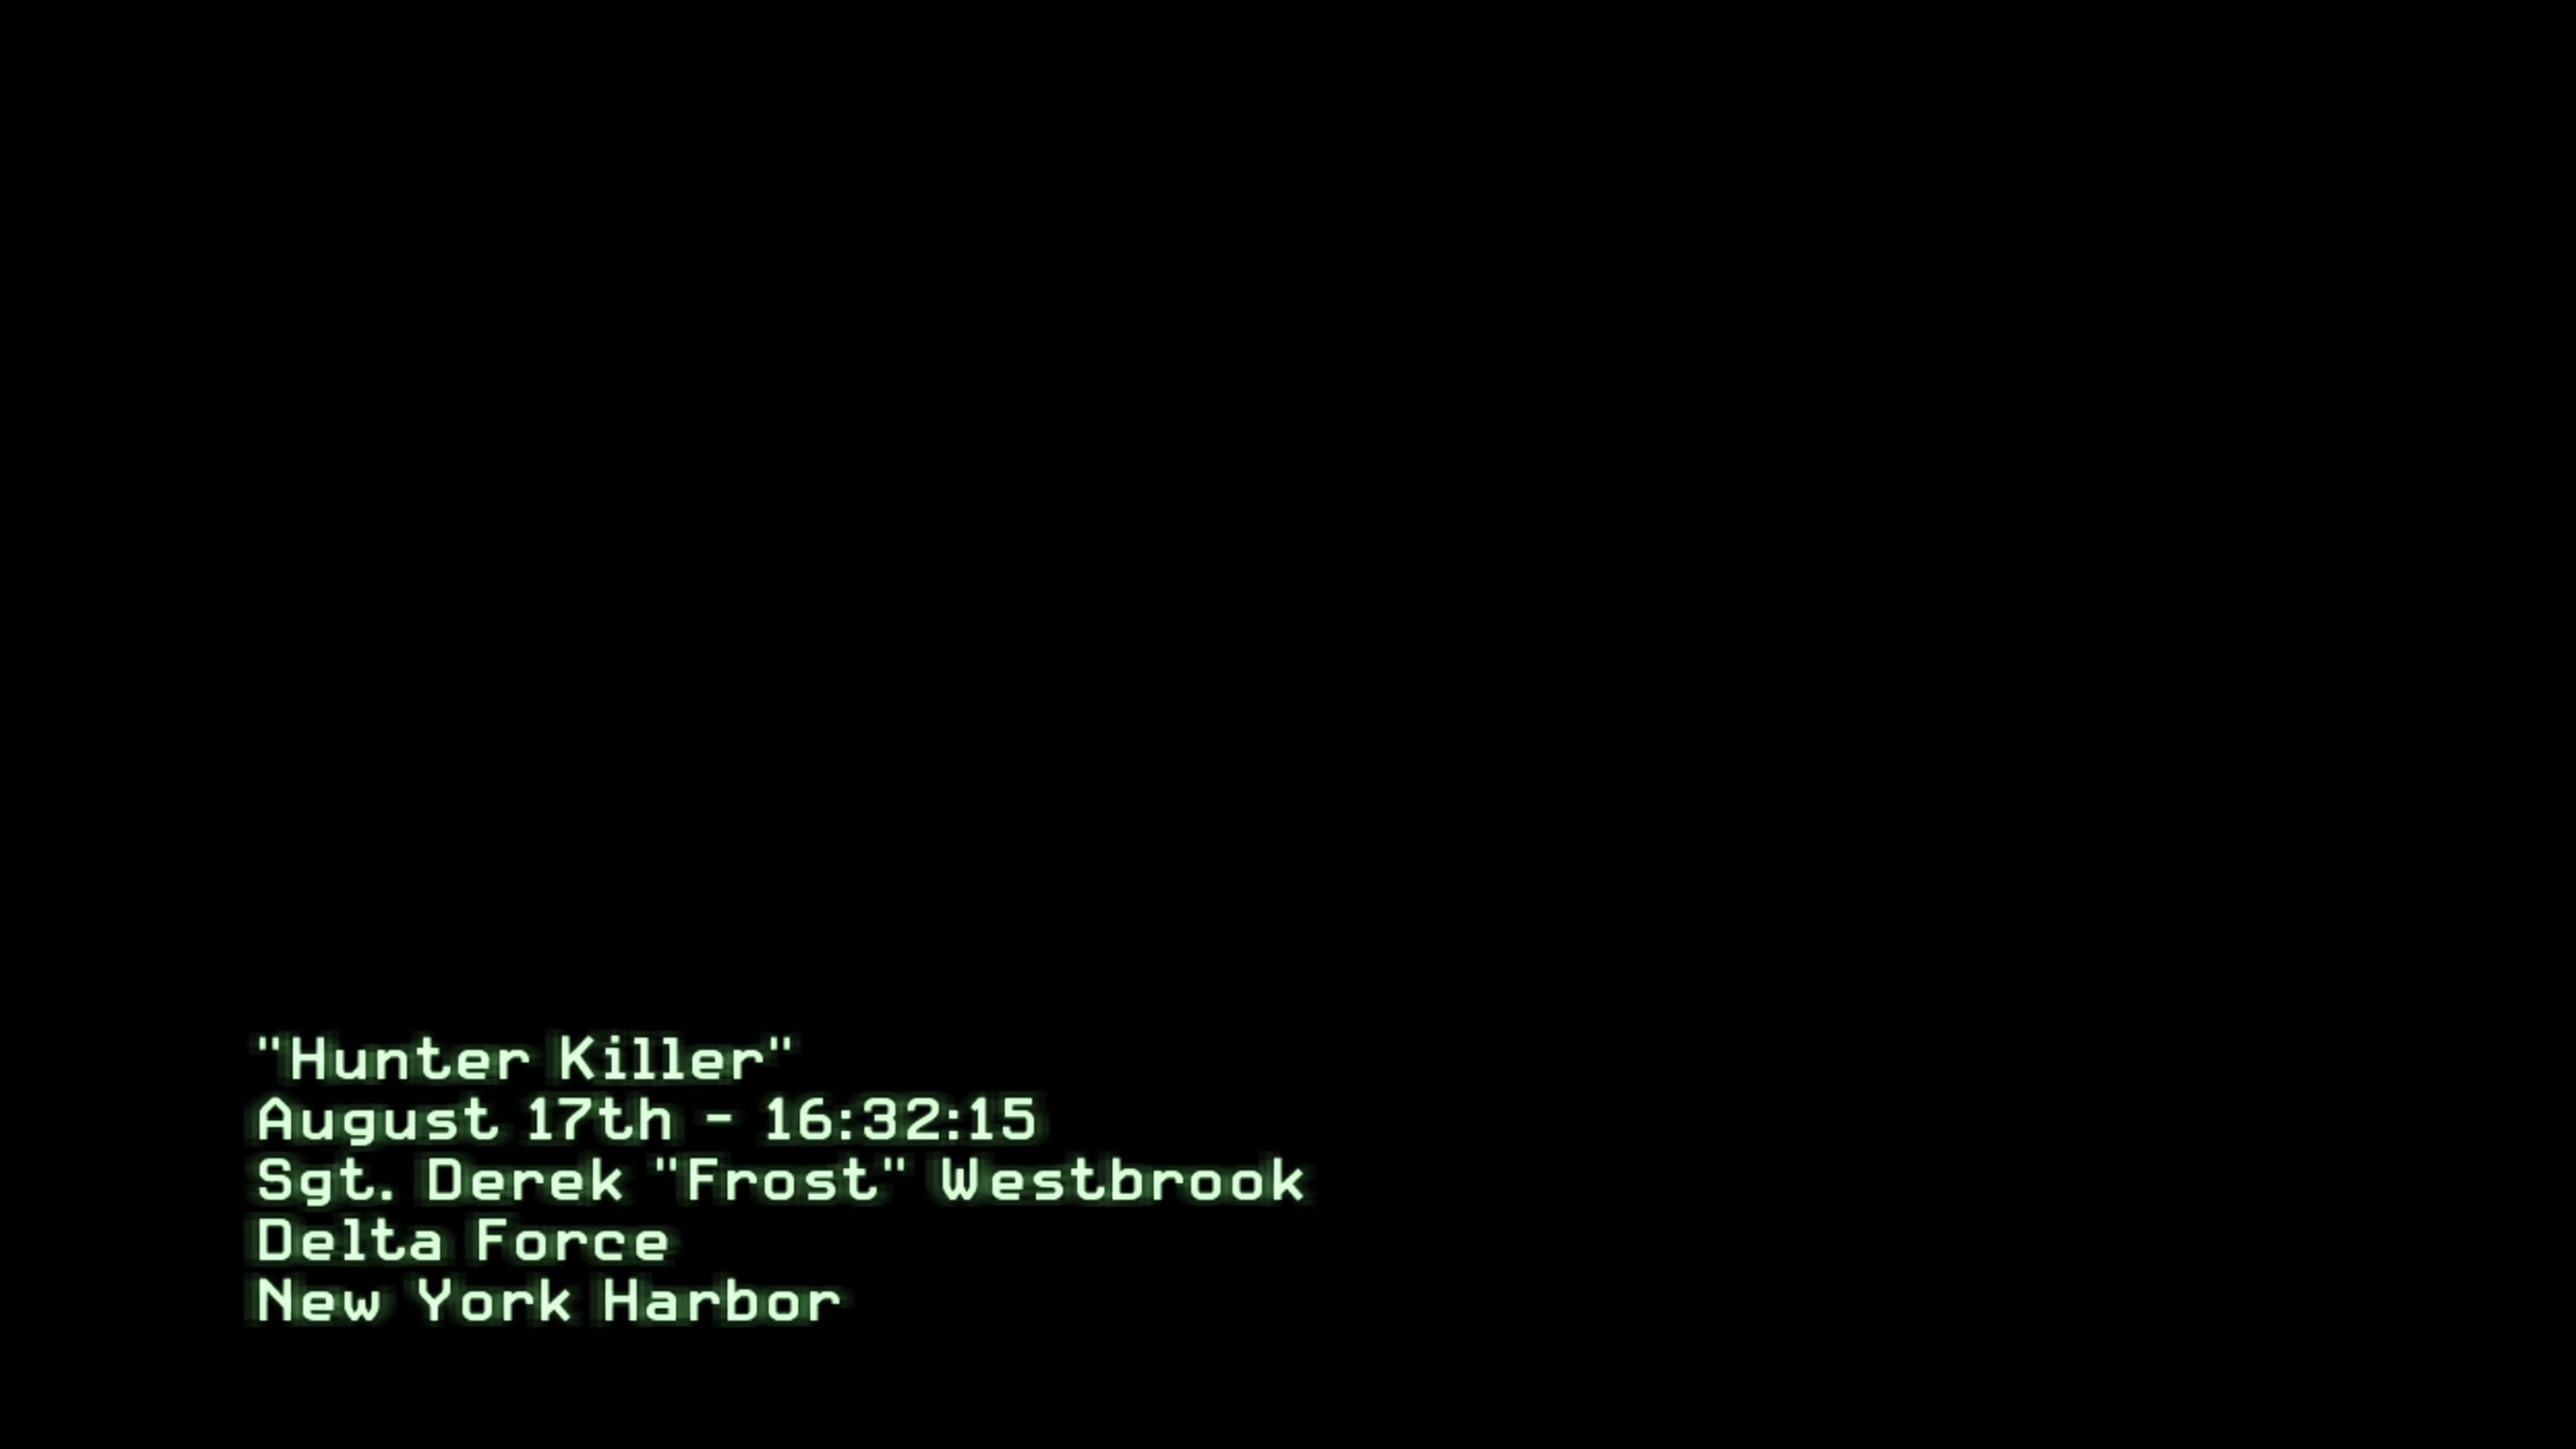 "Hunter Killer"
August 17th - 16:32:15
Sgt. Derek "Frost" Westbrook
Delta Force
New York Harbor